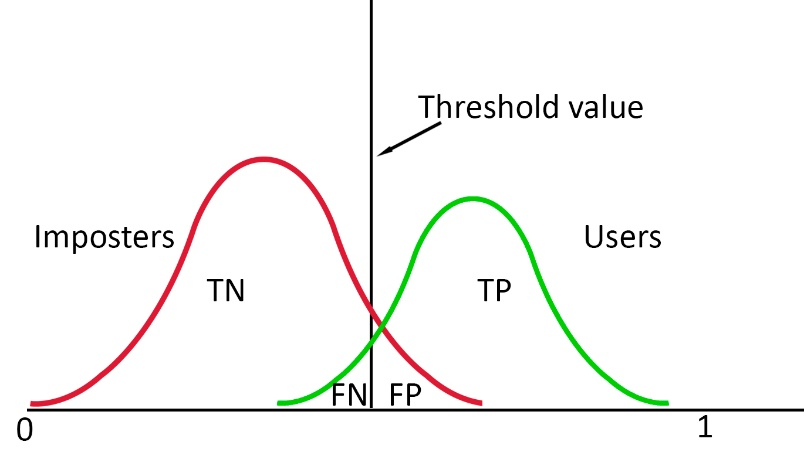 Threshold value
Imposters
Users
TN
TP
FN
FP
0
1